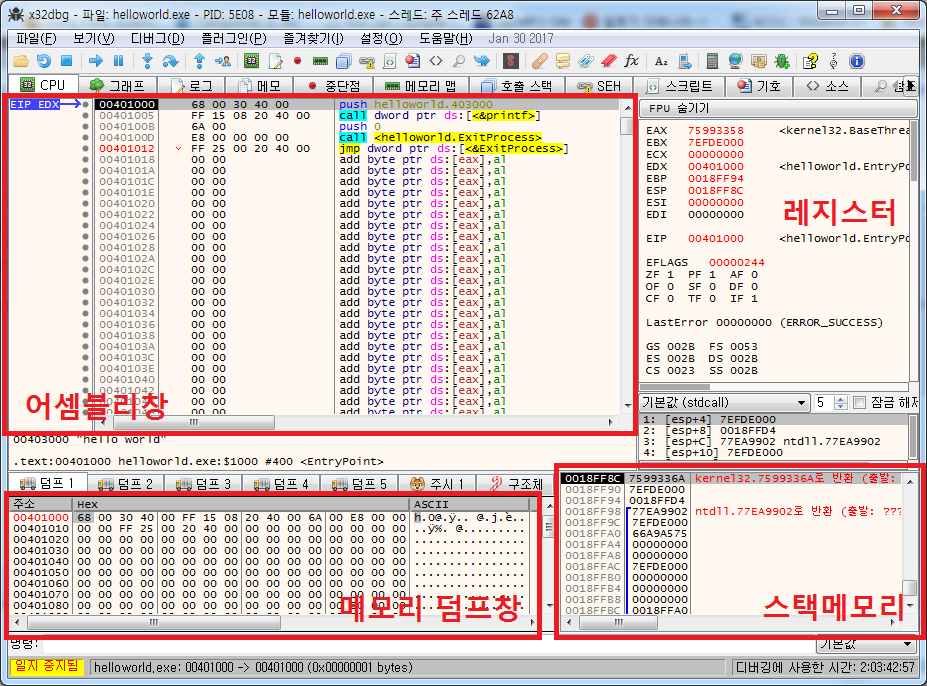 x32dbg - 파일: helloworld.exe - PID: 5E08 - 모듈: helloworld.exe - 스레드: 주 스레드 62A8
파일(F) 보기(V) 디버그(D) 플러그인(P) 즐겨찾기(I) 설정(O) 도움말(H) Jan 30 2017
CPU 그래프 로그 메모 중단점 메모리 맵 호출 스택 SEH 스크립트 기호 소스
FPU 숨기기
EIP EDX
00401000 68 00 30 40 00 push helloworld.403000
00401005 FF 15 08 20 40 00 call dword ptr ds:[<&printf>]
0040100B 6A 00 push 0
0040100D E8 00 00 00 00 call <helloworld.ExitProcess>
00401012 FF 25 00 20 40 00 jmp dword ptr ds:[<&ExitProcess>]
00401018 00 00 add byte ptr ds:[eax],al
0040101A 00 00 add byte ptr ds:[eax],al
0040101C 00 00 add byte ptr ds:[eax],al
0040101E 00 00 add byte ptr ds:[eax],al
00401020 00 00 add byte ptr ds:[eax],al
00401022 00 00 add byte ptr ds:[eax],al
00401024 00 00 add byte ptr ds:[eax],al
00401026 00 00 add byte ptr ds:[eax],al
00401028 00 00 add byte ptr ds:[eax],al
0040102A 00 00 add byte ptr ds:[eax],al
0040102C 00 00 add byte ptr ds:[eax],al
0040102E 00 00 add byte ptr ds:[eax],al
00401030 00 00 add byte ptr ds:[eax],al
00401032 00 00 add byte ptr ds:[eax],al
00401034 00 00 add byte ptr ds:[eax],al
00401036 00 00 add byte ptr ds:[eax],al
00401038 00 00 add byte ptr ds:[eax],al
0040103A 00 00 add byte ptr ds:[eax],al
0040103C 00 00 add byte ptr ds:[eax],al
0040103E 00 00 add byte ptr ds:[eax],al
00401040 00 00 add byte ptr ds:[eax],al
00401042 00 00 add byte ptr ds:[eax],al
00 00 add byte ptr ds:[eax],al
00 00 add byte ptr ds:[eax],al
어셈블리창
EAX 75993358 <kernel32.BaseThrea
EBX 7EFDE000
ECX 00000000
EDX 00401000 <helloworld.EntryPo
EBP 0018FF94
ESP 0018FF8C
ESI 00000000
EDI 00000000
레지스터
EIP 00401000 <helloworld.EntryPo
EFLAGS 00000244
ZF 1 PF 1 AF 0
OF 0 SF 0 DF 0
CF 0 TF 0 IF 1
LastError 00000000 (ERROR_SUCCESS)
GS 002B FS 0053
ES 002B DS 002B
CS 0023 SS 002B
기본값 (stdcall) 5 잠금 해제
1: [esp+4] 7EFDE000
2: [esp+8] 0018FFD4
3: [esp+C] 77EA9902 ntdll.77EA9902
4: [esp+10] 7EFDE000
00403000 "hello world"
.text:00401000 helloworld.exe:$1000 #400 <EntryPoint>
덤프 1 덤프 2 덤프 3 덤프 4 덤프 5 주시 1 구조체
주소 Hex ASCII
00401000 68 00 30 40 00 FF 15 08 20 40 00 6A 00 E8 00 00 h.0@.ÿ.. @.j.è..
00401010 00 00 FF 25 00 20 40 00 00 00 00 00 00 00 00 00 ..ÿ%. @.........
00401020 00 00 00 00 00 00 00 00 00 00 00 00 00 00 00 00 ................
00401030 00 00 00 00 00 00 00 00 00 00 00 00 00 00 00 00 ................
00401040 00 00 00 00 00 00 00 00 00 00 00 00 00 00 00 00 ................
00401050 00 00 00 00 00 00 00 00 00 00 00 00 00 00 00 00 ................
00401060 00 00 00 00 00 00 00 00 00 00 00 00 00 00 00 00 ................
00401070 00 00 00 00 00 00 00 00 00 00 00 00 00
00401080 00 00 00 00 00 00 00 00 00 00 00 00 00
메모리 덤프창
0018FF8C 7599336A kernel32.7599336A로 반환 (출발:
0018FF90 7EFDE000
0018FF94 0018FFD4
0018FF98 77EA9902 ntdll.77EA9902로 반환 (출발: ???
0018FF9C 7EFDE000
0018FFA0 66A9A575
0018FFA4 00000000
0018FFA8 00000000
0018FFAC 7EFDE000
0018FFB0 00000000
0018FFB4 00000000
0018FFB8 00000000
0018FFBC 0018FFA0
스택메모리
명령: 기본값
일지 중지됨 helloworld.exe: 00401000 -> 00401000 (0x00000001 bytes) 디버깅에 사용한 시간: 2:03:42:57